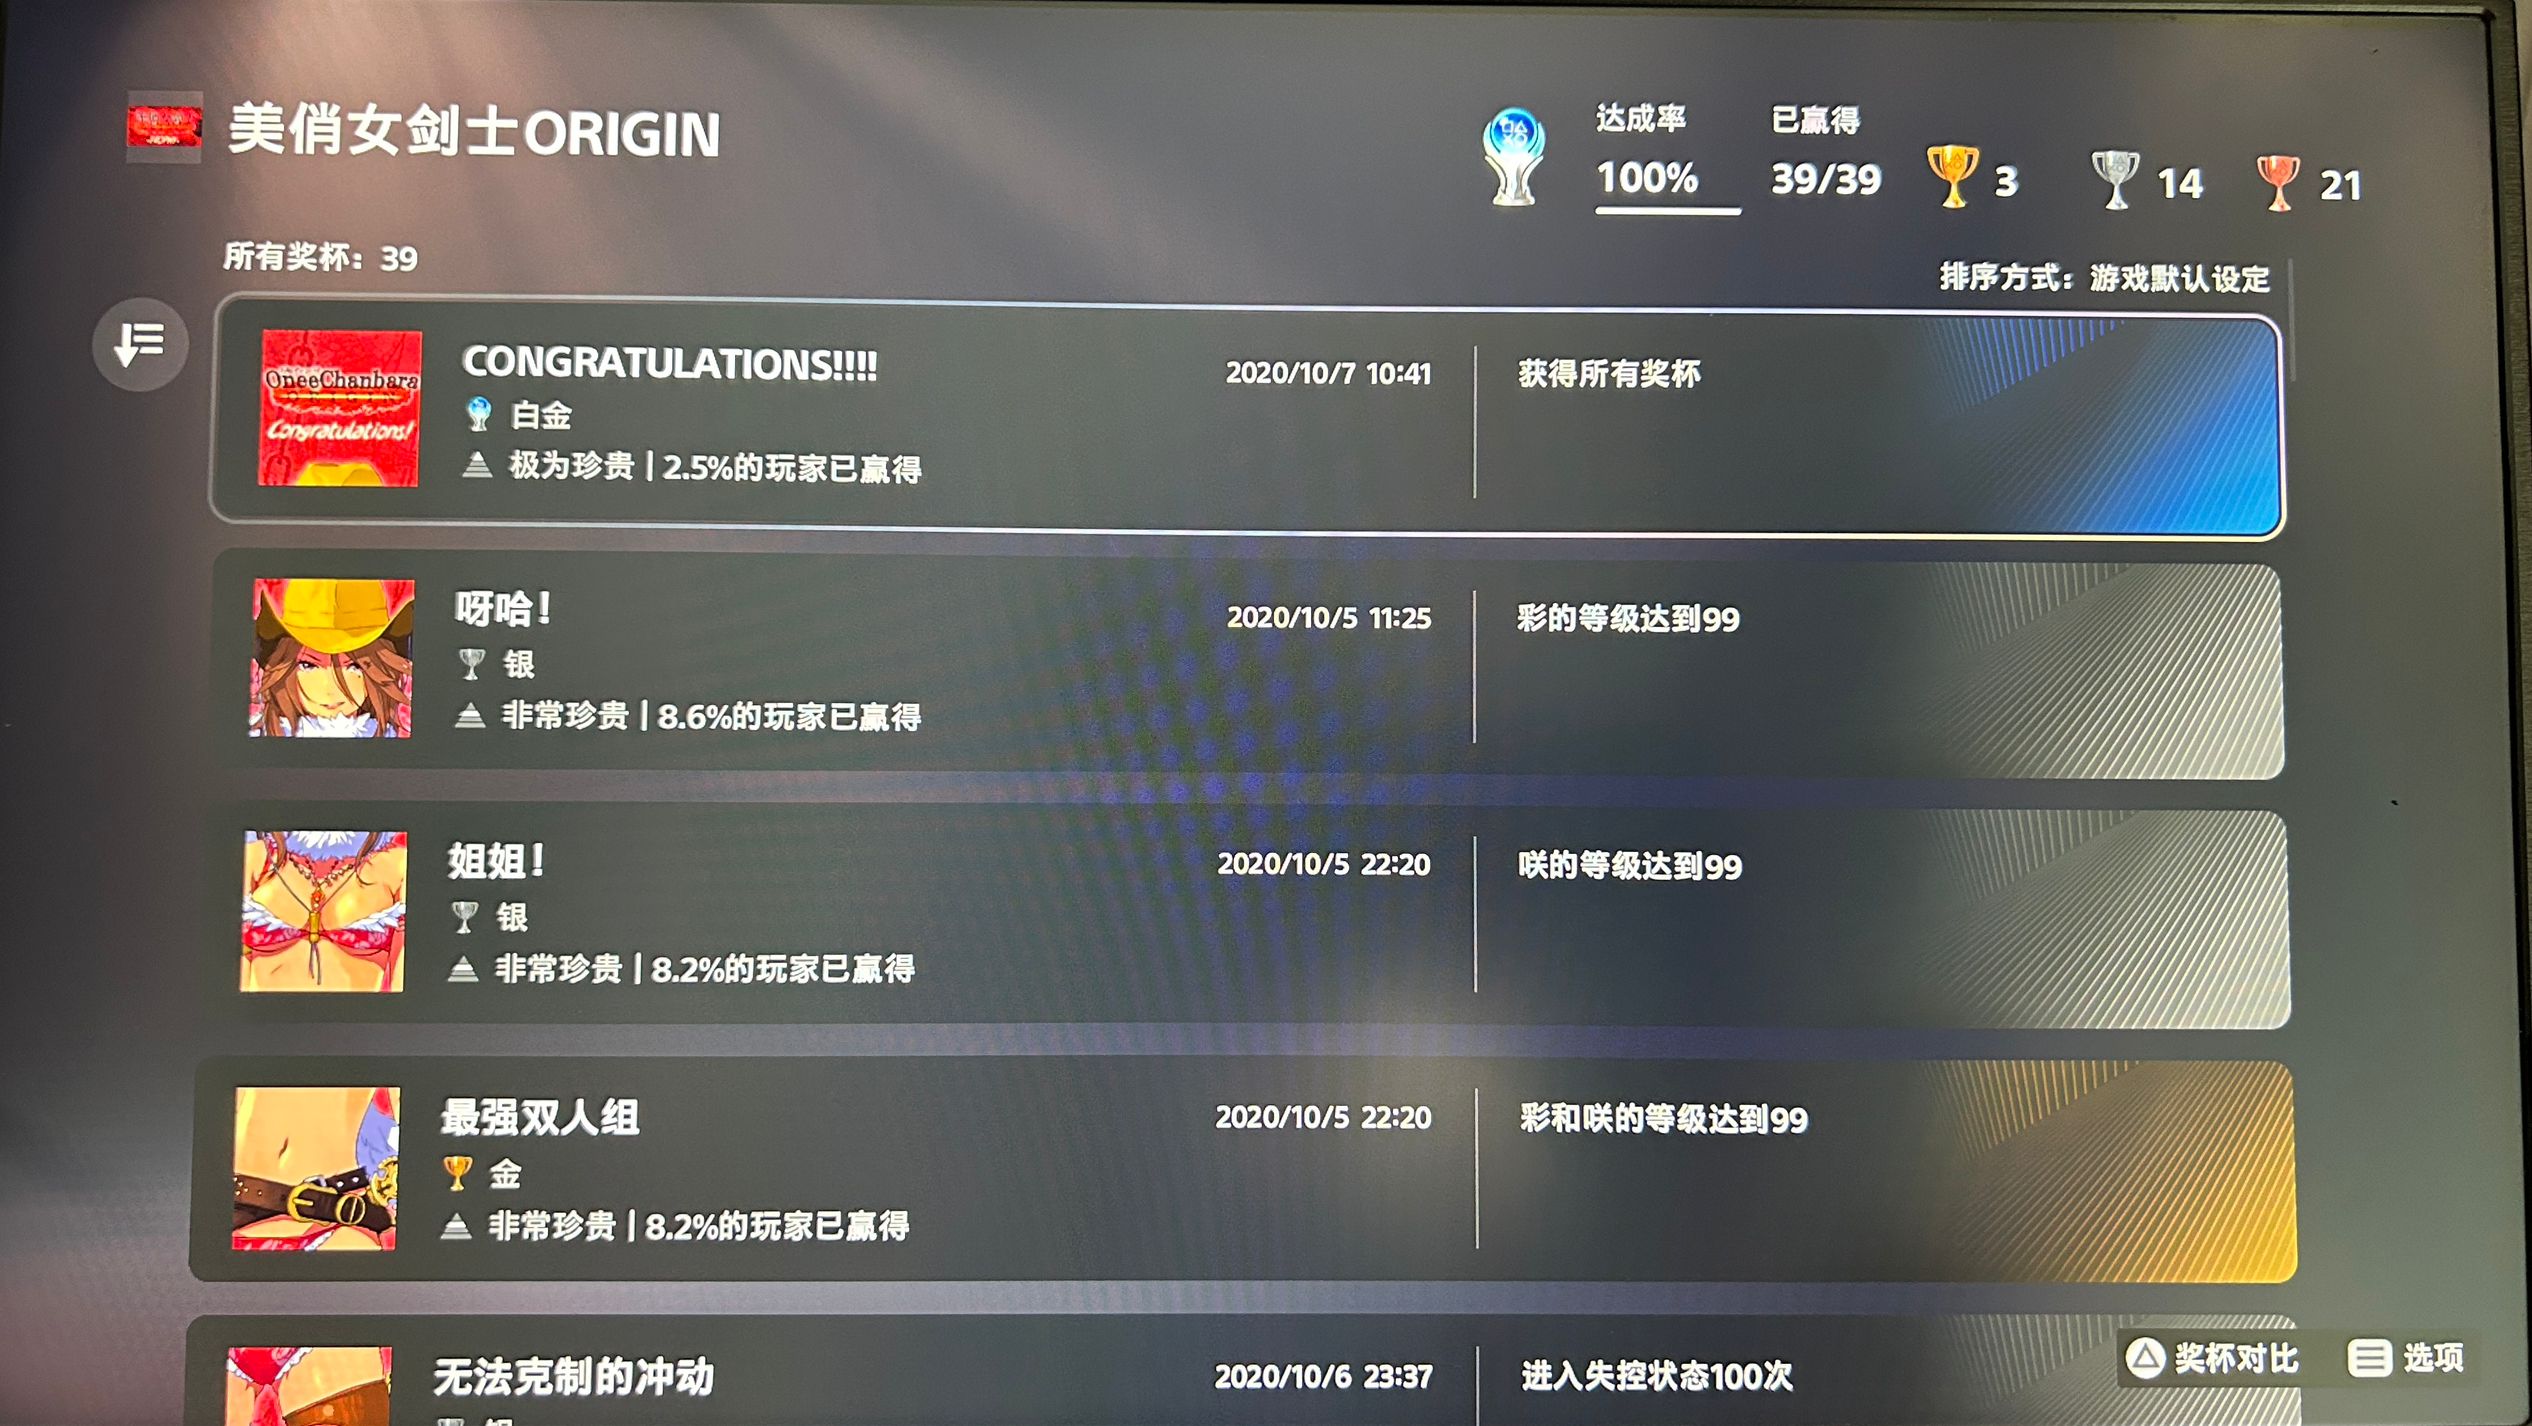 美俏女剑士ORIGIN
达成率
100%
已赢得
39/39
3
14
21
所有奖杯：39
排序方式：游戏默认设定
OneeChanbara
ORIGIN
Congratulations!
CONGRATULATIONS!!!!
2020/10/7 10:41
获得所有奖杯
白金
极为珍贵 | 2.5%的玩家已赢得
呀哈！
2020/10/5 11:25
彩的等级达到99
银
非常珍贵 | 8.6%的玩家已赢得
姐姐！
2020/10/5 22:20
咲的等级达到99
银
非常珍贵 | 8.2%的玩家已赢得
最强双人组
2020/10/5 22:20
彩和咲的等级达到99
金
非常珍贵 | 8.2%的玩家已赢得
无法克制的冲动
2020/10/6 23:37
进入失控状态100次
奖杯对比
选项